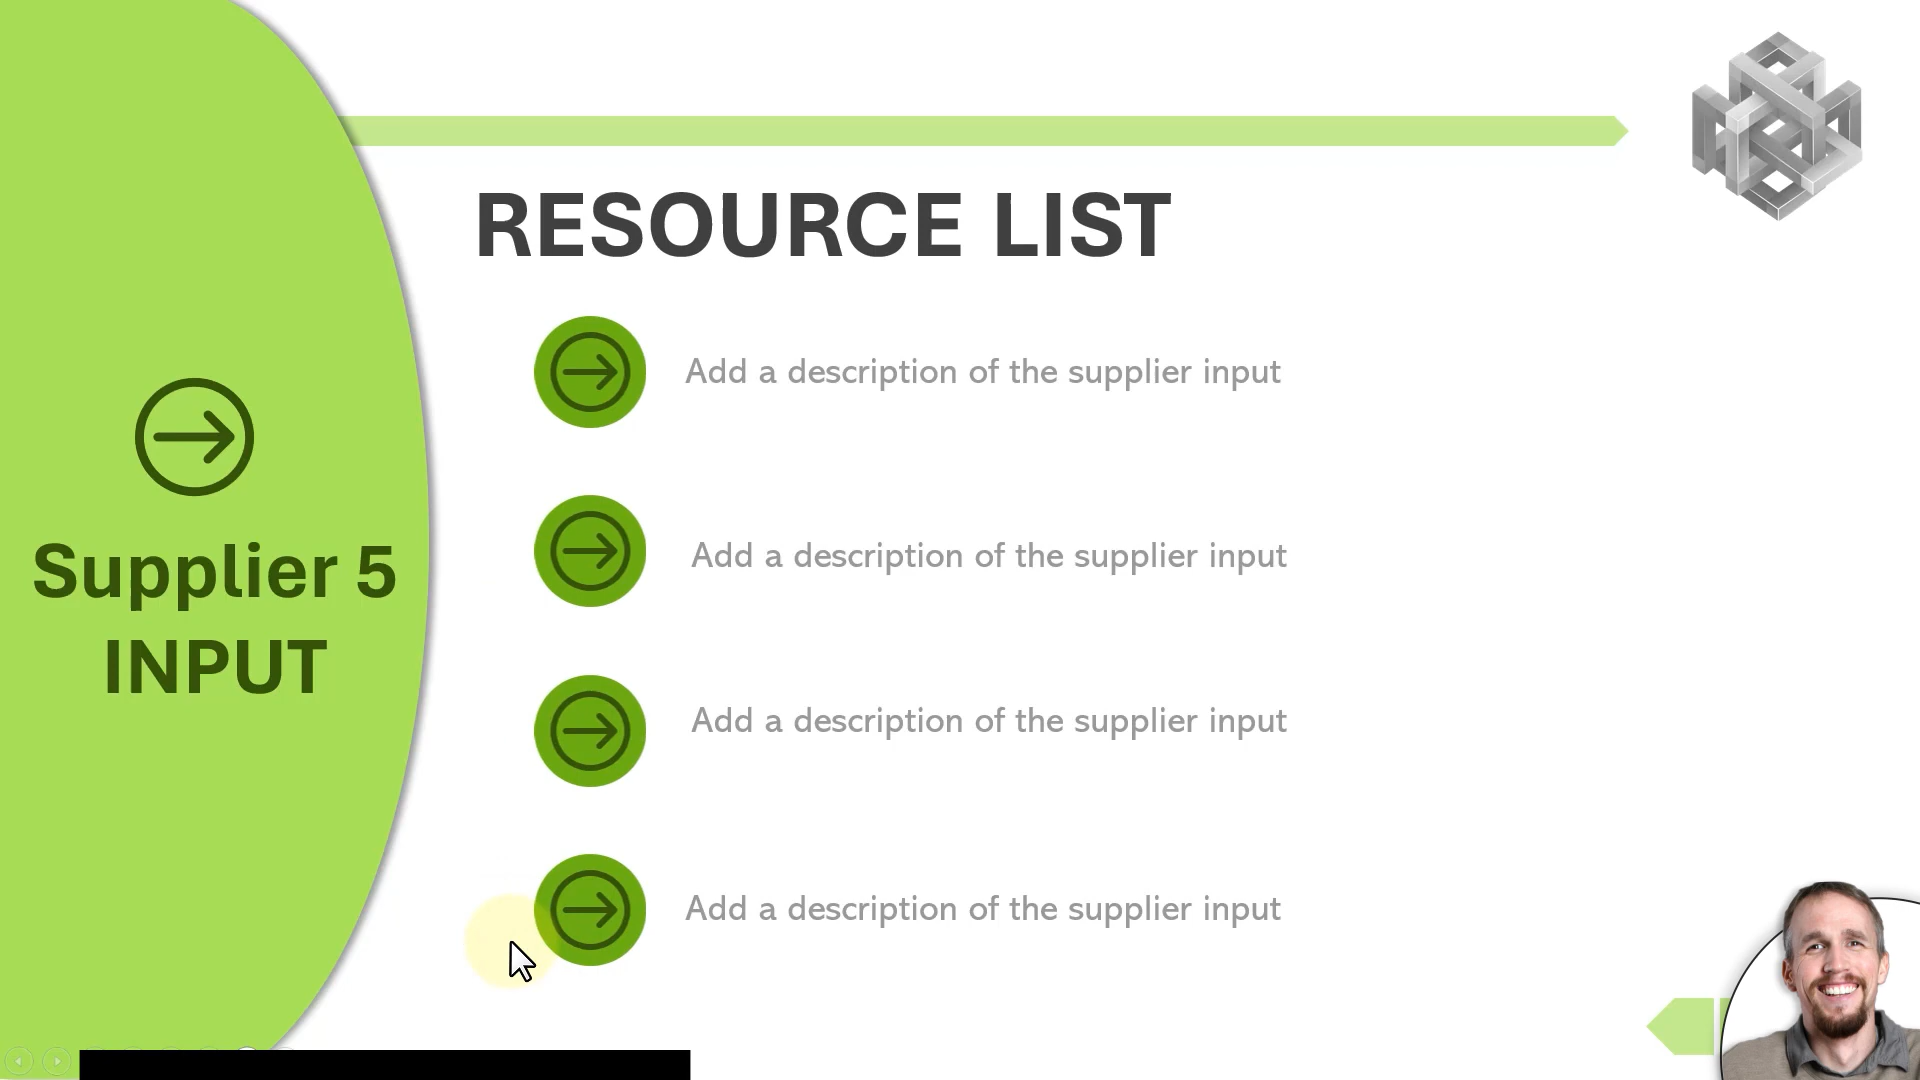 RESOURCE LIST
Add a description of the supplier input
Add a description of the supplier input
Supplier 5
INPUT
Add a description of the supplier input
Add a description of the supplier input